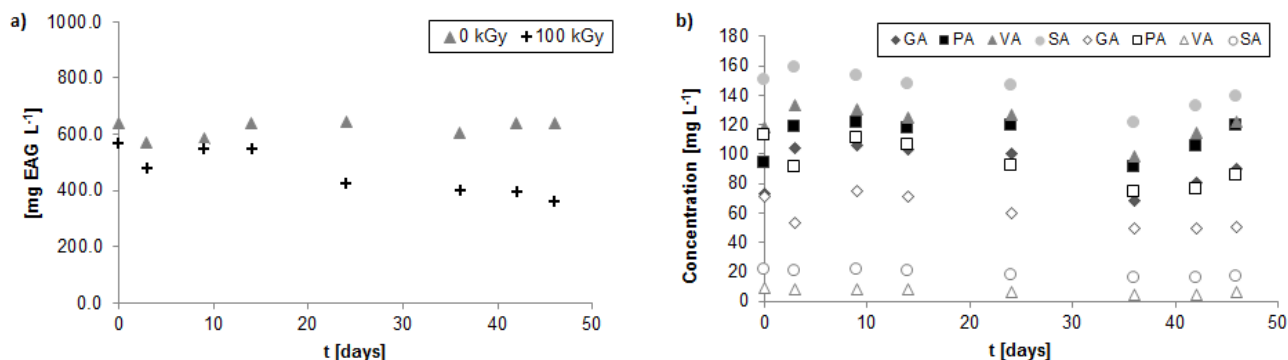 a)
0 kGy 100 kGy
[mg EAG L-1]
1000.0
800.0
600.0
400.0
200.0
0.0
0 10 20 30 40 50
t [days]
b)
GA PA VA SA GA PA VA SA
Concentration [mg L-1]
180
160
140
120
100
80
60
40
20
0
0 10 20 30 40 50
t [days]